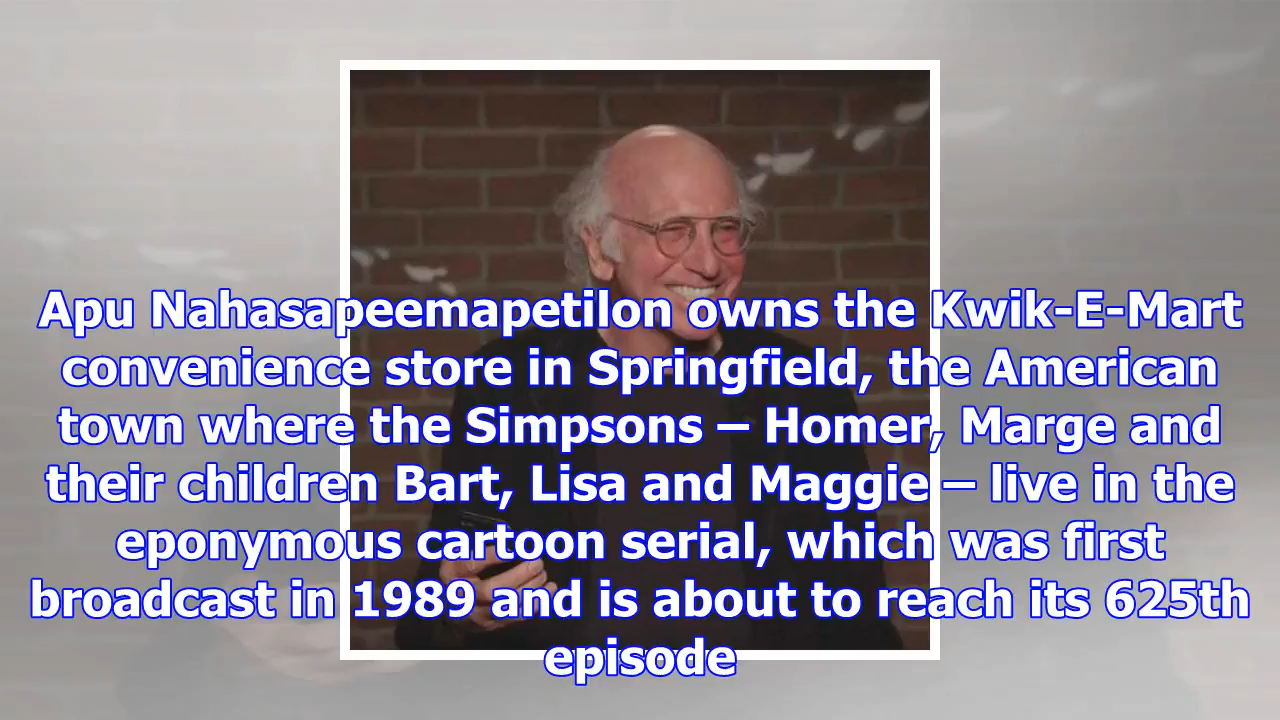 Apu Nahasapeemapetilon owns the Kwik-E-Mart
convenience store in Springfield, the American
town where the Simpsons – Homer, Marge and
their children Bart, Lisa and Maggie – live in the
eponymous cartoon serial, which was first
broadcast in 1989 and is about to reach its 625th
episode